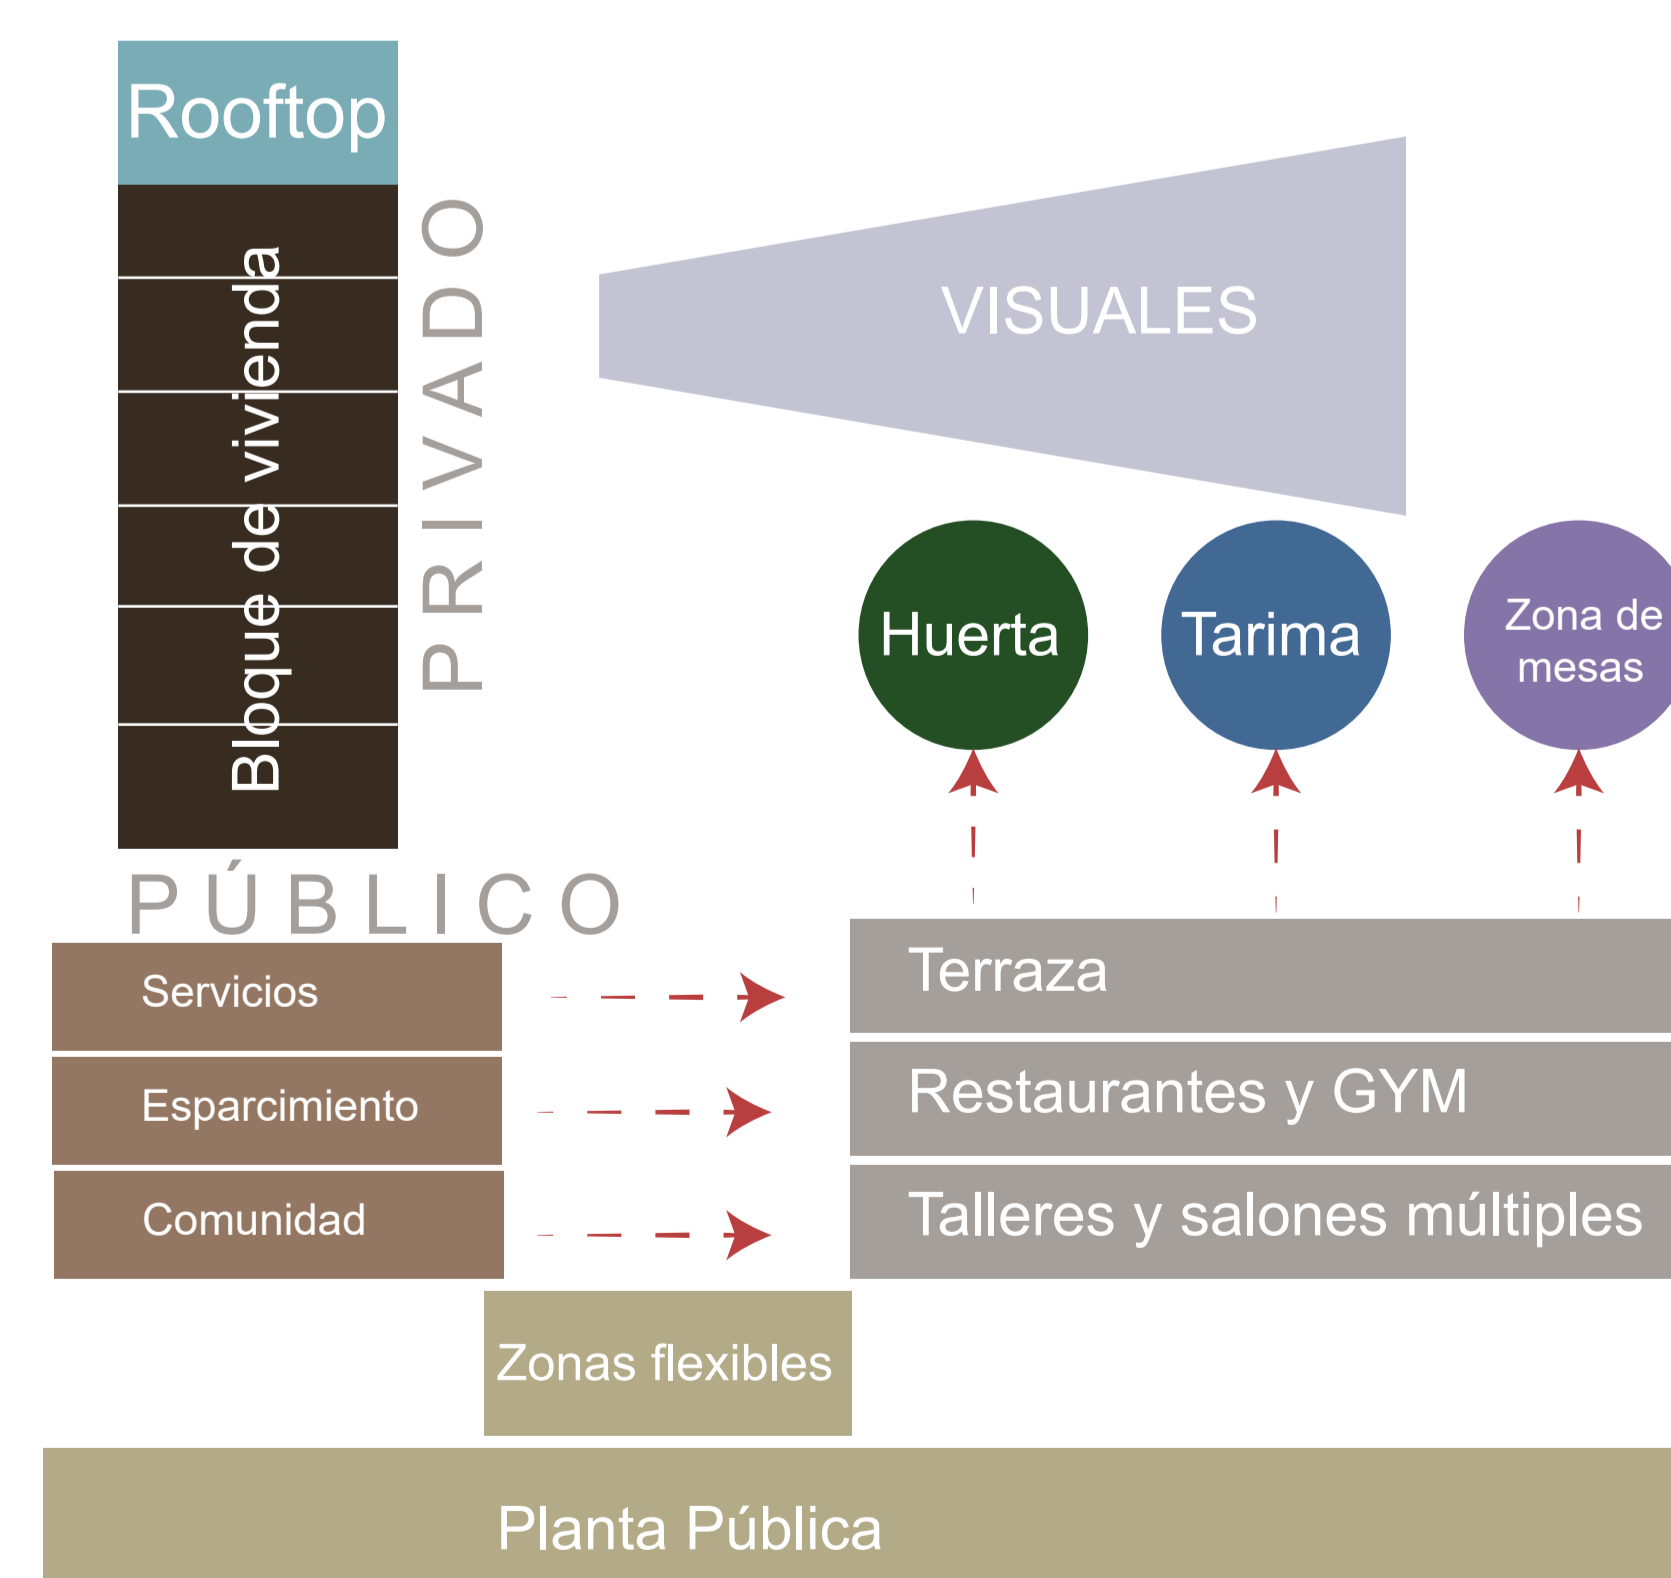 Rooftop
Bloque de vivienda
PRIVADO
VISUALES
Huerta
Tarima
Zona de
mesas
PÚBLICO
Servicios
Terraza
Esparcimiento
Restaurantes y GYM
Comunidad
Talleres y salones múltiples
Zonas flexibles
Planta Pública